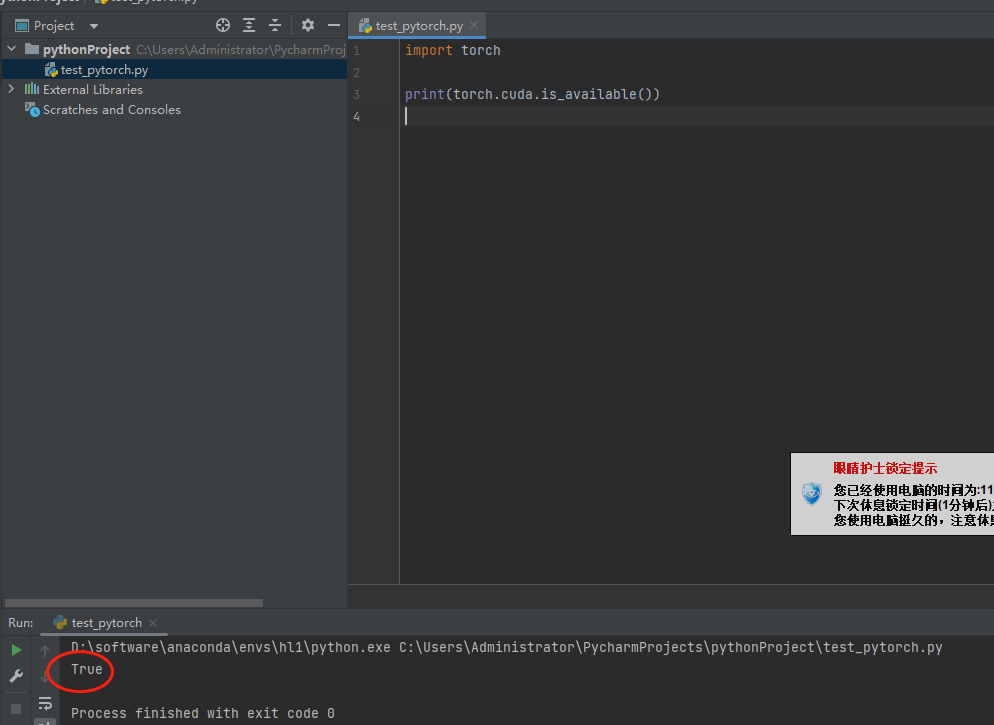 test_pytorch.py
Project
pythonProject C:\Users\Administrator\PycharmProj
test_pytorch.py
External Libraries
Scratches and Consoles
test_pytorch.py
1 import torch
2
3 print(torch.cuda.is_available())
4
眼睛护士锁定提示
您已经使用电脑的时间为:11
下次休息锁定时间(1分钟后)
您使用电脑挺久的，注意休息
Run: test_pytorch
D:\software\anaconda\envs\hl1\python.exe C:\Users\Administrator\PycharmProjects\pythonProject\test_pytorch.py
True
Process finished with exit code 0